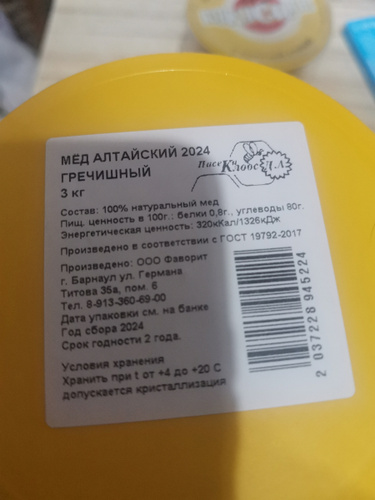 МЕД АЛТАЙСКИЙ 2024
ГРЕЧИШНЫЙ
3 кг
Пасеки Клоос Д.А.
Состав: 100% натуральный мед
Пищ. ценность в 100г.: белки 0,8г., углеводы 80г.
Энергетическая ценность: 320кКал/1326кДж
Произведено в соответствии с ГОСТ 19792-2017
Произведено: ООО Фаворит
г. Барнаул ул. Германа
Титова 35а, пом. 6
Тел. 8-913-360-69-00
Дата упаковки см. на банке
Год сбора 2024
Срок годности 2 года.
Условия хранения
Хранить при t от +4 до +20 С
допускается кристаллизация
2 037228 945224